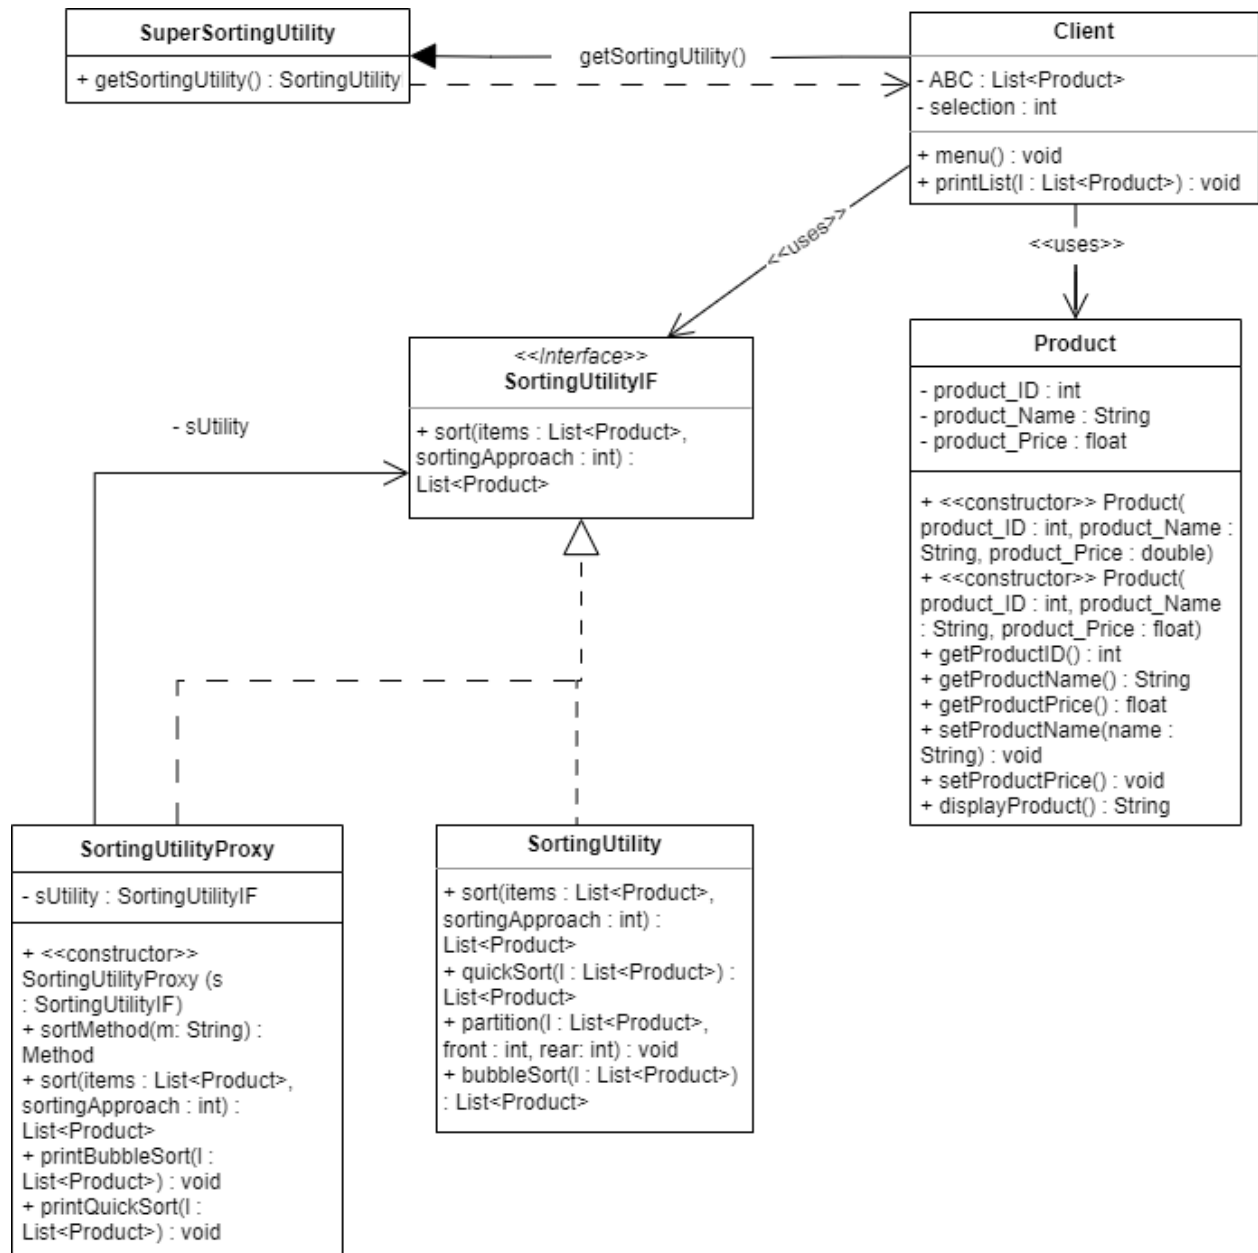 SuperSortingUtility
+ getSortingUtility() : SortingUtility
getSortingUtility()
Client
- ABC : List<Product>
- selection : int
+ menu() : void
+ printList(l : List<Product>) : void
<<uses>>
<<uses>>
<<Interface>>
SortingUtilityIF
+ sort(items : List<Product>,
sortingApproach : int) :
List<Product>
- sUtility
Product
- product_ID : int
- product_Name : String
- product_Price : float
+ <<constructor>> Product(
product_ID : int, product_Name :
String, product_Price : double)
+ <<constructor>> Product(
product_ID : int, product_Name
: String, product_Price : float)
+ getProductID() : int
+ getProductName() : String
+ getProductPrice() : float
+ setProductName(name :
String) : void
+ setProductPrice() : void
+ displayProduct() : String
SortingUtilityProxy
- sUtility : SortingUtilityIF
+ <<constructor>>
SortingUtilityProxy (s
: SortingUtilityIF)
+ sortMethod(m: String) :
Method
+ sort(items : List<Product>,
sortingApproach : int) :
List<Product>
+ printBubbleSort(l :
List<Product>) : void
+ printQuickSort(l :
List<Product>) : void
SortingUtility
+ sort(items : List<Product>,
sortingApproach : int) :
List<Product>
+ quickSort(l : List<Product>) :
List<Product>
+ partition(l : List<Product>,
front : int, rear: int) : void
+ bubbleSort(l : List<Product>)
: List<Product>